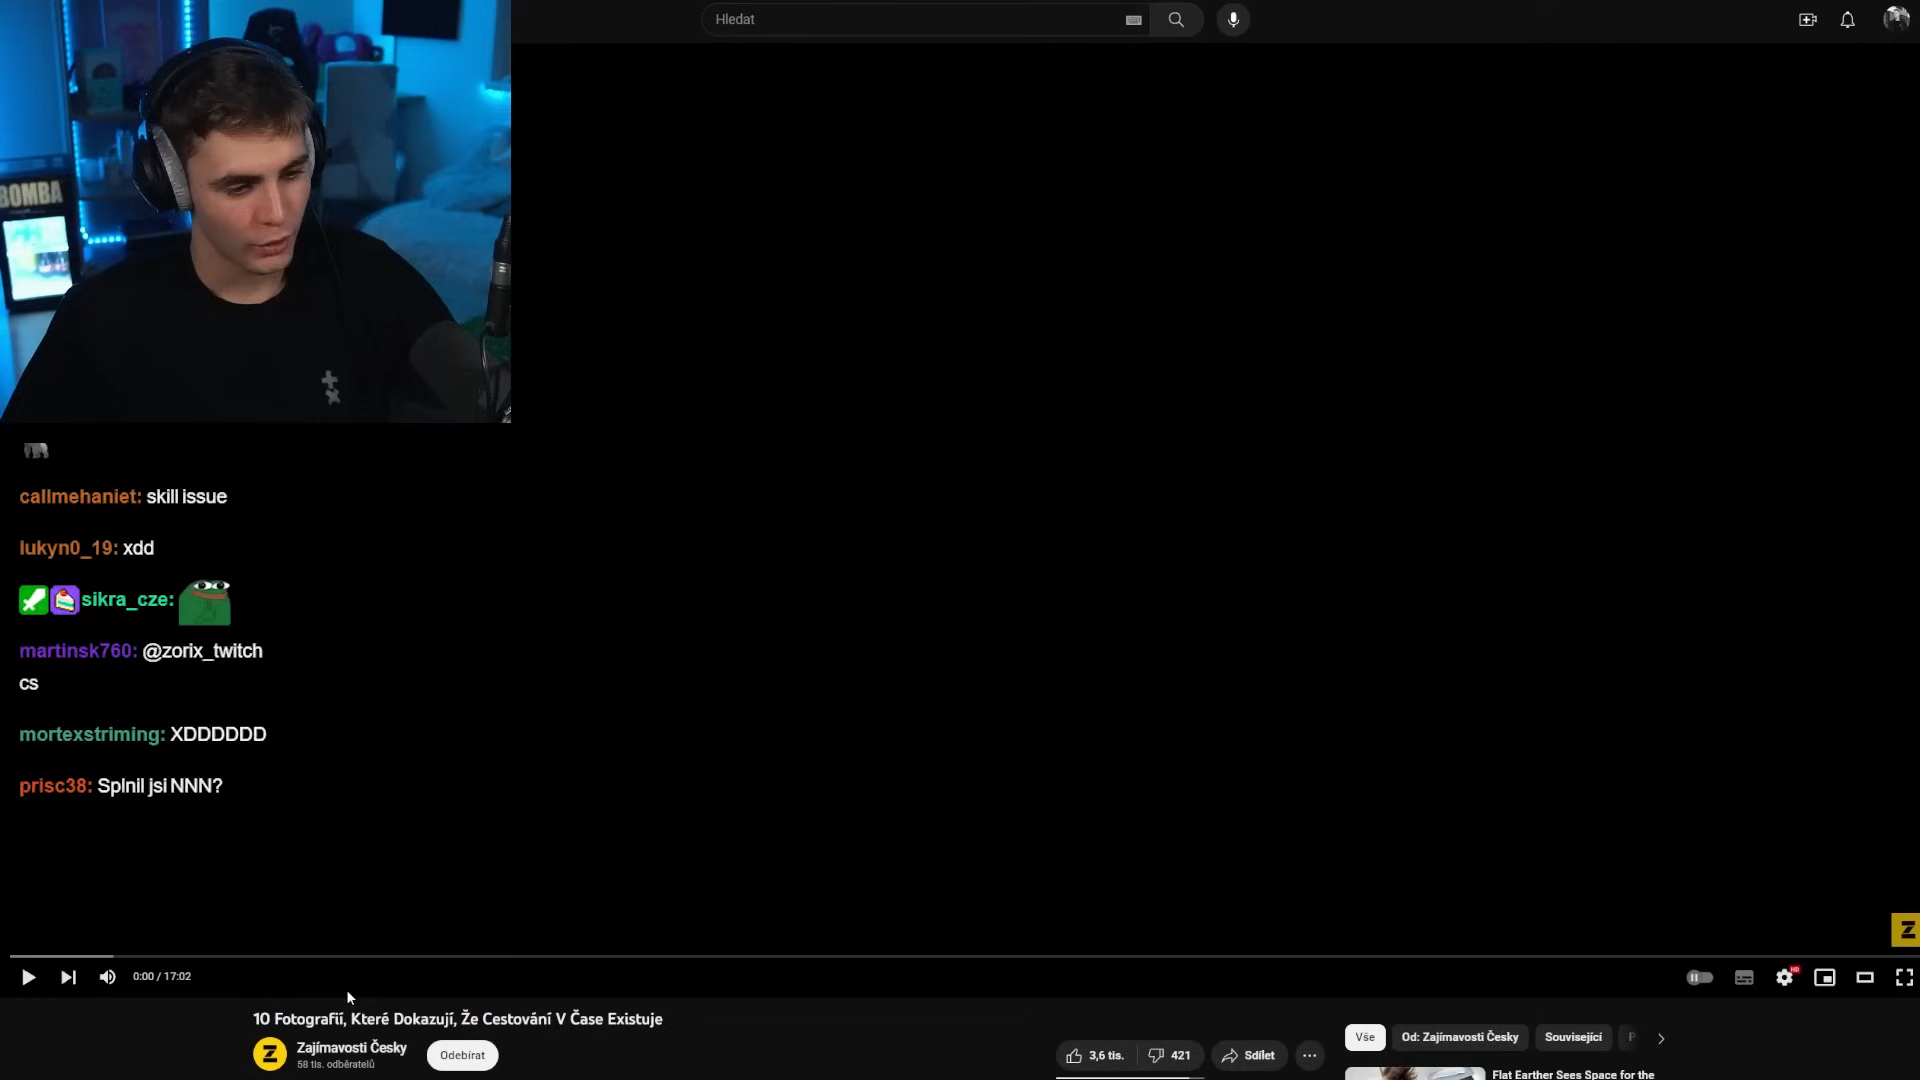 Hledat
BOMBA
callmehaniet: skill issue
lukyn0_19: xdd
sikra_cze:
martinsk760: @zorix_twitch
cs
mortexstriming: XDDDDDD
prisc38: Splnil jsi NNN?
Z
0:00 / 17:02
HD
10 Fotografií, Které Dokazují, Že Cestování V Čase Existuje
Z
Zajímavosti Česky
58 tis. odběratelů
Odebírat
3,6 tis.
421
Sdílet
Vše
Od: Zajímavosti Česky
Související
P
Flat Earther Sees Space for the